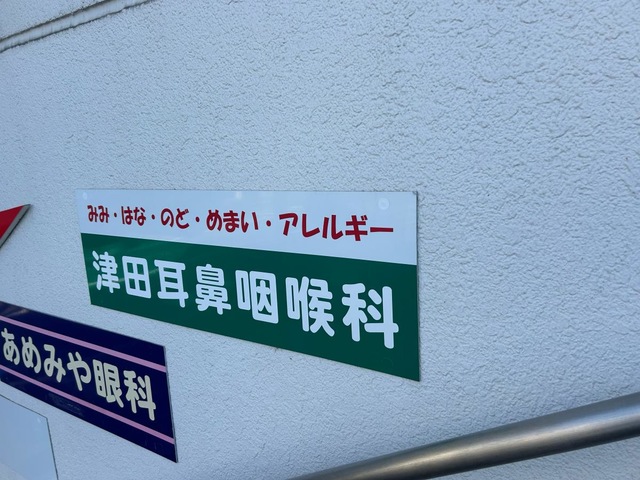 みみ・はな・のど・めまい・アレルギー
津田耳鼻咽喉科
あめみや眼科